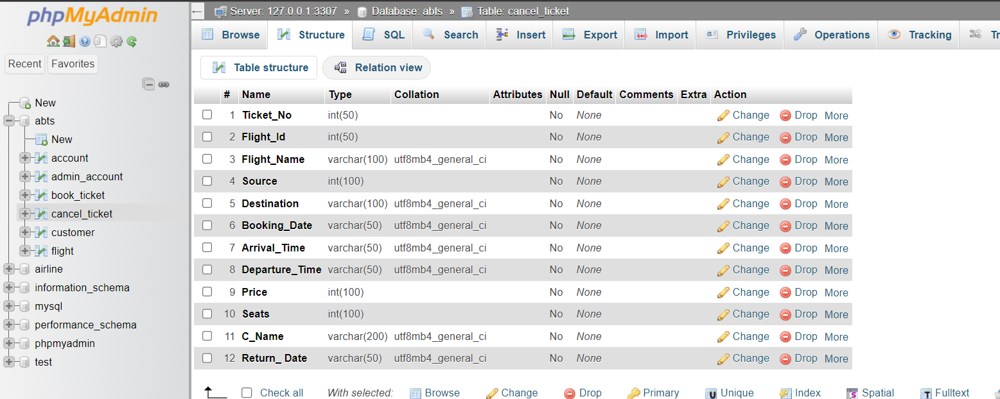 phpMyAdmin
Recent Favorites
New
abts
New
account
admin_account
book_ticket
cancel_ticket
customer
flight
airline
information_schema
mysql
performance_schema
phpmyadmin
test
Server: 127.0.0.1:3307 » Database: abts » Table: cancel_ticket
Browse Structure SQL Search Insert Export Import Privileges Operations Tracking Tr
Table structure Relation view
# Name Type Collation Attributes Null Default Comments Extra Action
1 Ticket_No int(50) No None Change Drop More
2 Flight_Id int(50) No None Change Drop More
3 Flight_Name varchar(100) utf8mb4_general_ci No None Change Drop More
4 Source int(100) No None Change Drop More
5 Destination varchar(100) utf8mb4_general_ci No None Change Drop More
6 Booking_Date varchar(50) utf8mb4_general_ci No None Change Drop More
7 Arrival_Time varchar(50) utf8mb4_general_ci No None Change Drop More
8 Departure_Time varchar(50) utf8mb4_general_ci No None Change Drop More
9 Price int(100) No None Change Drop More
10 Seats int(100) No None Change Drop More
11 C_Name varchar(200) utf8mb4_general_ci No None Change Drop More
12 Return_ Date varchar(50) utf8mb4_general_ci No None Change Drop More
Check all With selected: Browse Change Drop Primary Unique Index Spatial Fulltext